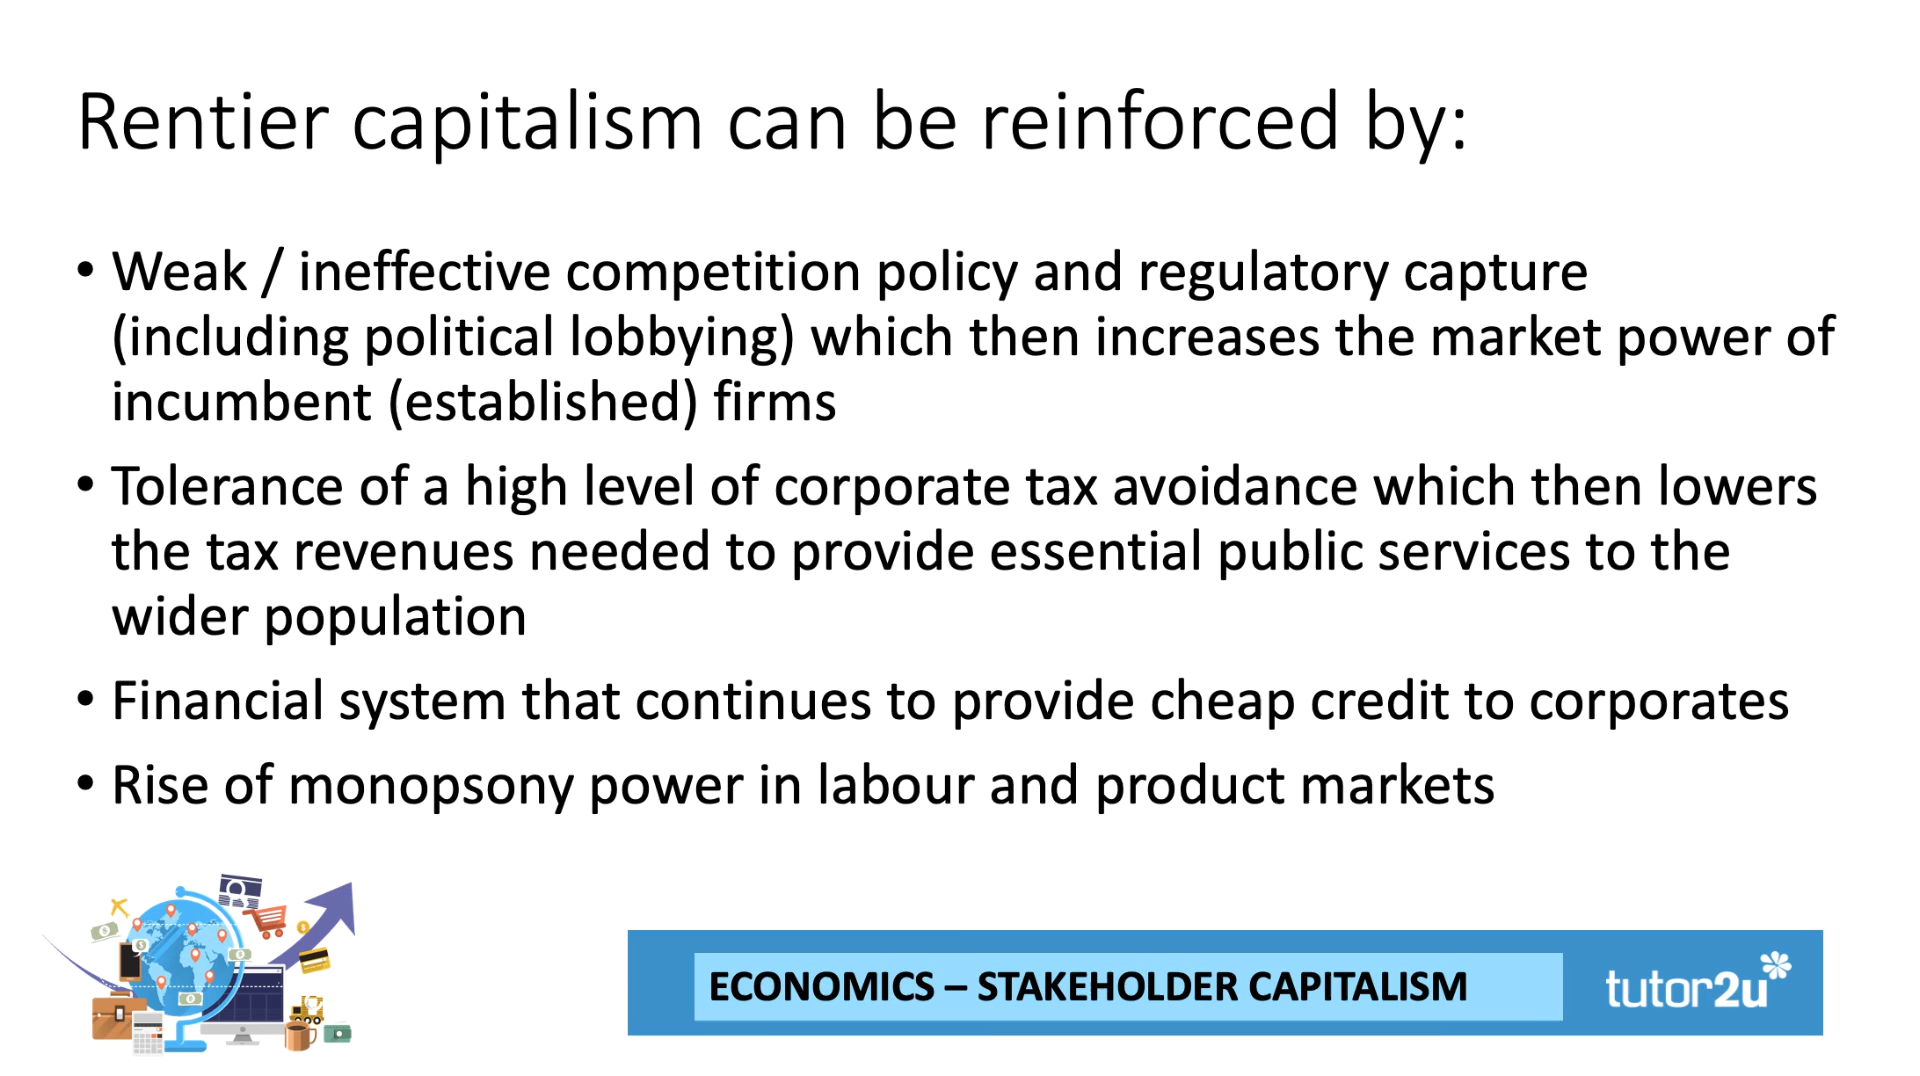 Rentier capitalism can be reinforced by:
• Weak / ineffective competition policy and regulatory capture
(including political lobbying) which then increases the market power of
incumbent (established) firms
• Tolerance of a high level of corporate tax avoidance which then lowers
the tax revenues needed to provide essential public services to the
wider population
• Financial system that continues to provide cheap credit to corporates
• Rise of monopsony power in labour and product markets
ECONOMICS – STAKEHOLDER CAPITALISM
tutor2u